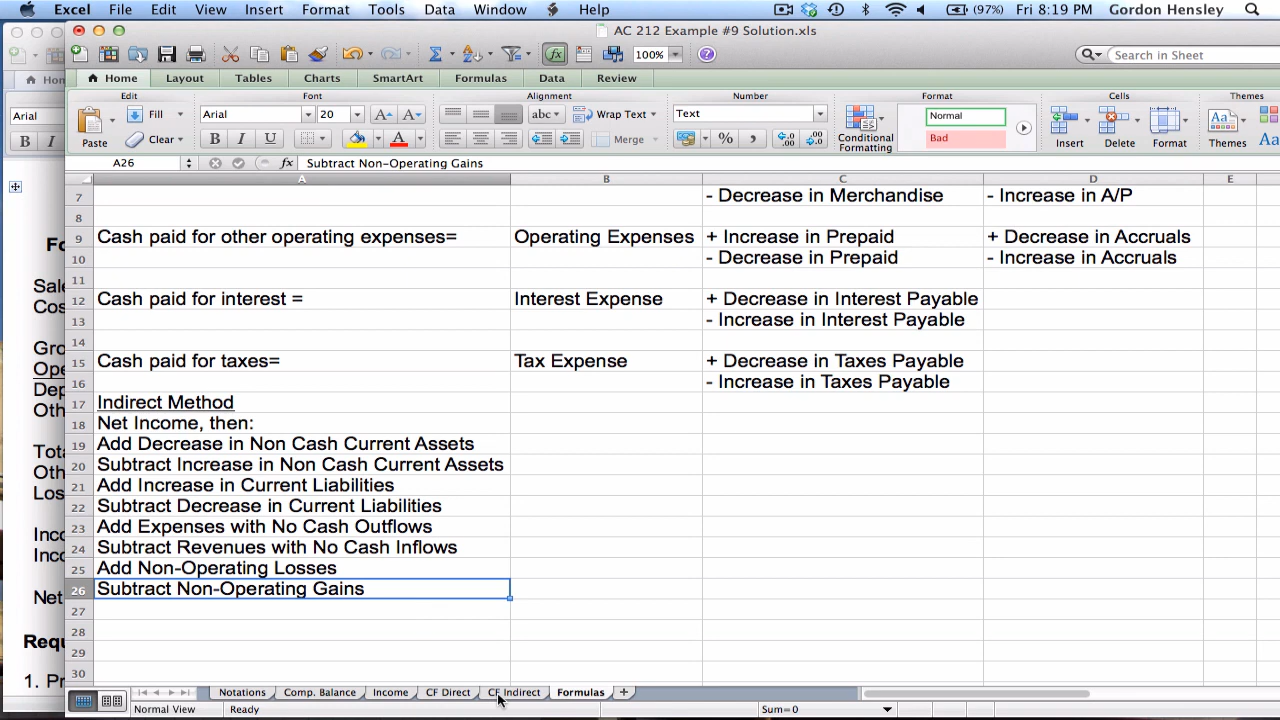 Excel File Edit View Insert Format Tools Data Window Help (97%) Fri 8:19 PM Gordon Hensley
AC 212 Example #9 Solution.xls
100% Search in Sheet
Home Layout Tables Charts SmartArt Formulas Data Review
Edit Font Alignment Number Format Cells Themes
Paste Fill Arial 20 abc Wrap Text Text Conditional Formatting Normal Insert Delete Format Themes
Clear B I U Merge % Bad
A26 fx Subtract Non-Operating Gains
A B C D E
7 - Decrease in Merchandise - Increase in A/P
8
9 Cash paid for other operating expenses= Operating Expenses + Increase in Prepaid + Decrease in Accruals
10 - Decrease in Prepaid - Increase in Accruals
11
12 Cash paid for interest = Interest Expense + Decrease in Interest Payable
13 - Increase in Interest Payable
14
15 Cash paid for taxes= Tax Expense + Decrease in Taxes Payable
16 - Increase in Taxes Payable
17 Indirect Method
18 Net Income, then:
19 Add Decrease in Non Cash Current Assets
20 Subtract Increase in Non Cash Current Assets
21 Add Increase in Current Liabilities
22 Subtract Decrease in Current Liabilities
23 Add Expenses with No Cash Outflows
24 Subtract Revenues with No Cash Inflows
25 Add Non-Operating Losses
26 Subtract Non-Operating Gains
27
28
29
30
Notations Comp. Balance Income CF Direct CF Indirect Formulas
Normal View Ready Sum=0
Arial
B I
Net
1.